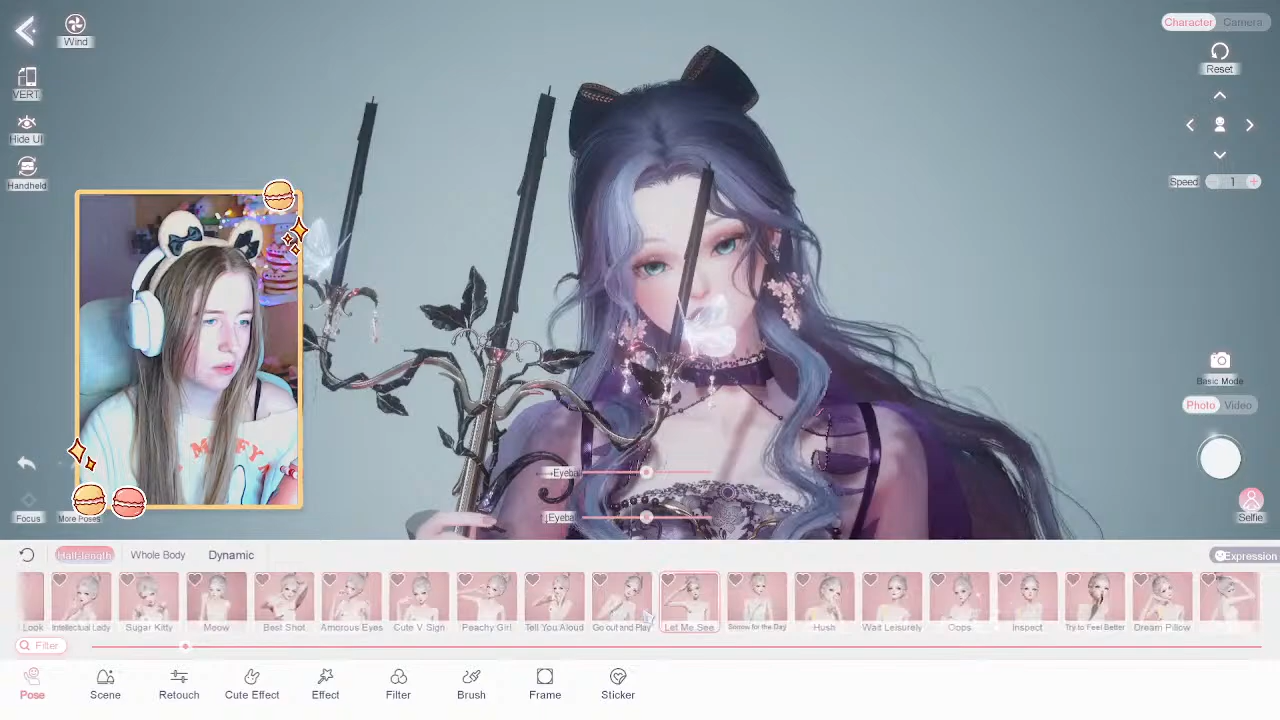 Wind
Character Camera
Reset
VERT.
Hide UI
Handheld
Speed 1
Basic Mode
Photo Video
Eyeba
Eyeba
Focus
More Poses
Selfie
Half-length Whole Body Dynamic
Expression
Look Intellectual Lady Sugar Kitty Meow Best Shot Amorous Eyes Cute V Sign Peachy Girl Tell You Aloud Go out and Play Let Me See Sorrow for the Day Hush Wait Leisurely Oops Inspect Try to Feel Better Dream Pillow
Filter
Pose Scene Retouch Cute Effect Effect Filter Brush Frame Sticker